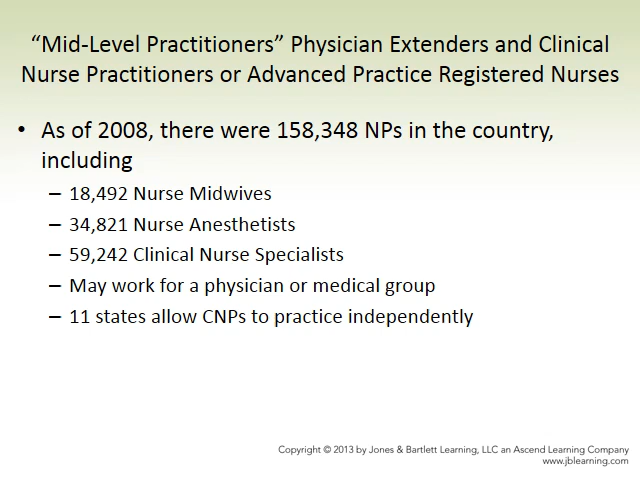 “Mid-Level Practitioners” Physician Extenders and Clinical
Nurse Practitioners or Advanced Practice Registered Nurses
• As of 2008, there were 158,348 NPs in the country,
including
– 18,492 Nurse Midwives
– 34,821 Nurse Anesthetists
– 59,242 Clinical Nurse Specialists
– May work for a physician or medical group
– 11 states allow CNPs to practice independently
Copyright © 2013 by Jones & Bartlett Learning, LLC an Ascend Learning Company
www.jblearning.com